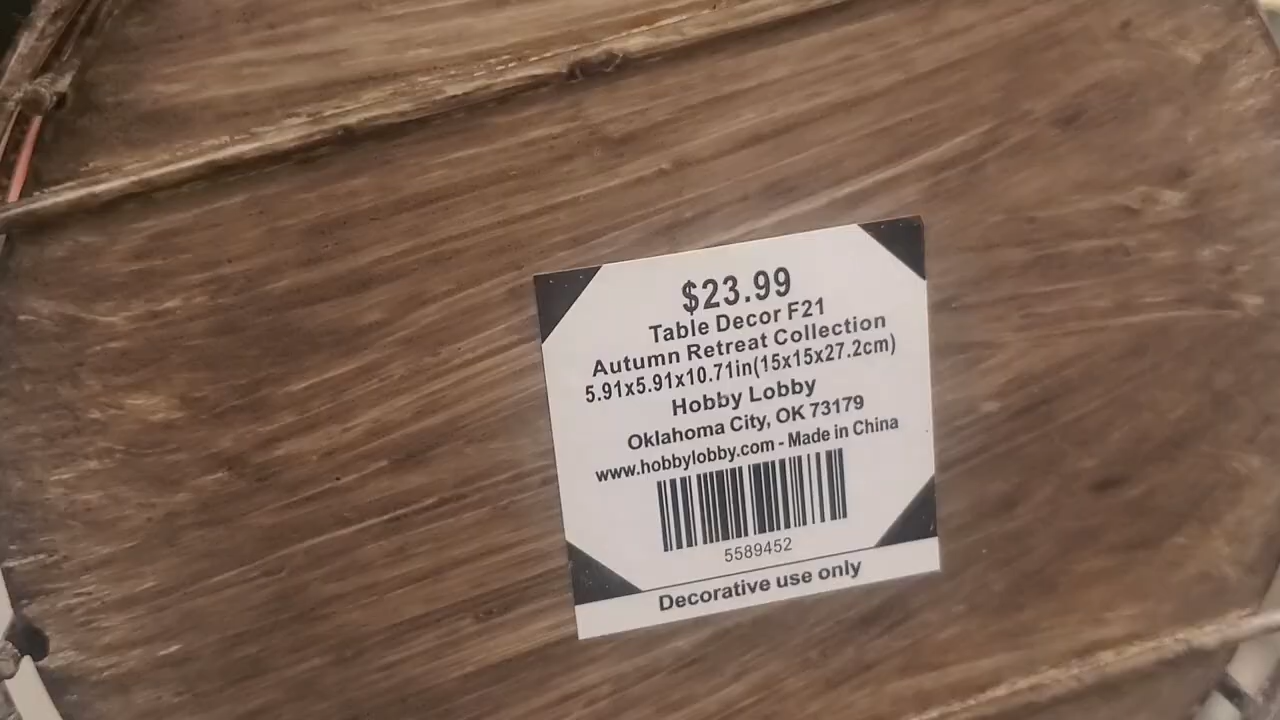 $23.99
Table Decor F21
Autumn Retreat Collection
5.91x5.91x10.71in(15x15x27.2cm)
Hobby Lobby
Oklahoma City, OK 73179
www.hobbylobby.com - Made in China
5589452
Decorative use only